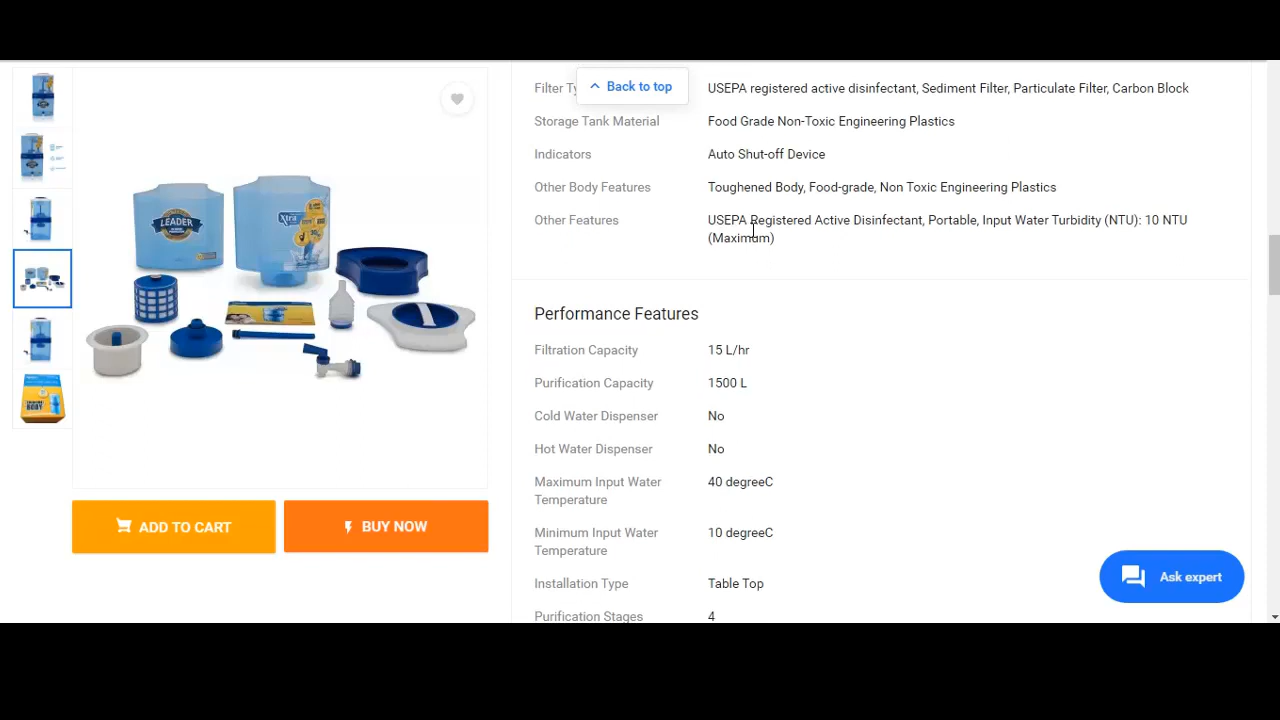 Back to top
Filter Ty
USEPA registered active disinfectant, Sediment Filter, Particulate Filter, Carbon Block
Storage Tank Material
Food Grade Non-Toxic Engineering Plastics
Indicators
Auto Shut-off Device
Other Body Features
Toughened Body, Food-grade, Non Toxic Engineering Plastics
Other Features
USEPA Registered Active Disinfectant, Portable, Input Water Turbidity (NTU): 10 NTU
(Maximum)
LEADER
Xtra
Performance Features
Filtration Capacity
15 L/hr
Purification Capacity
1500 L
Cold Water Dispenser
No
Hot Water Dispenser
No
Maximum Input Water
Temperature
40 degreeC
Minimum Input Water
Temperature
10 degreeC
Installation Type
Table Top
Purification Stages
4
ADD TO CART
BUY NOW
Ask expert